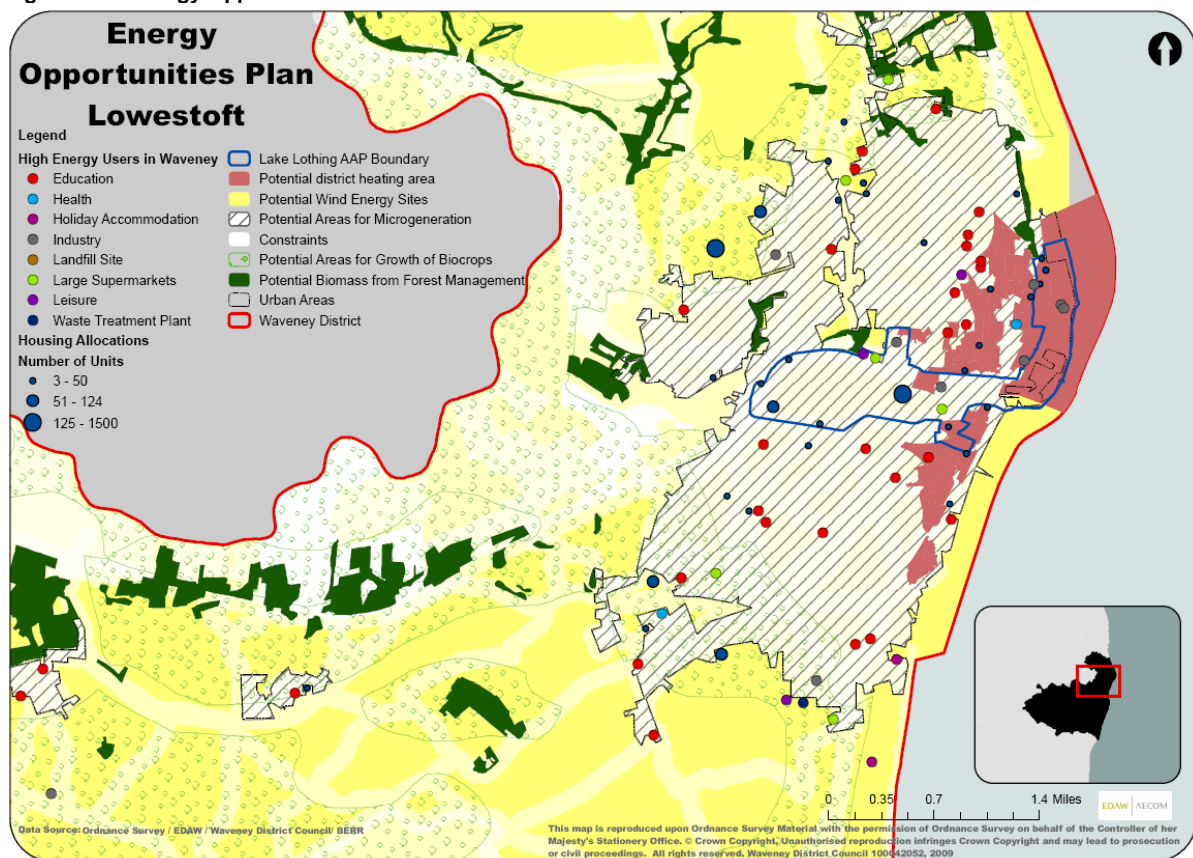 Energy
Opportunities Plan
Lowestoft
Legend
High Energy Users in Waveney
Education
Health
Holiday Accommodation
Industry
Landfill Site
Large Supermarkets
Leisure
Waste Treatment Plant
Housing Allocations
Number of Units
3 - 50
51 - 124
125 - 1500
Lake Lothing AAP Boundary
Potential district heating area
Potential Wind Energy Sites
Potential Areas for Microgeneration
Constraints
Potential Areas for Growth of Biocrops
Potential Biomass from Forest Management
Urban Areas
Waveney District
0 0.35 0.7 1.4 Miles
EDAW AECOM
Data Source: Ordnance Survey / EDAW / Waveney District Council/ BERR
This map is reproduced upon Ordnance Survey Material with the permission of Ordnance Survey on behalf of the Controller of her
Majesty's Stationery Office. © Crown Copyright, Unauthorised reproduction infringes Crown Copyright and may lead to prosecution
or civil proceedings. All rights reserved. Waveney District Council 100042052, 2009